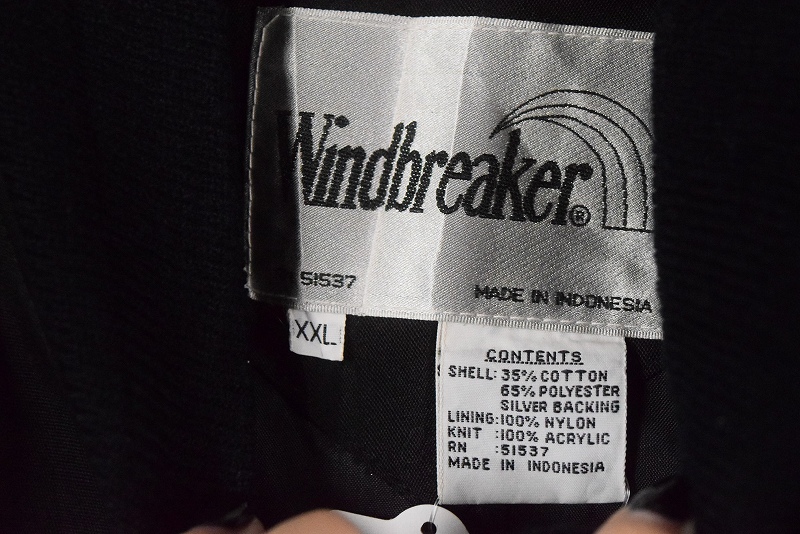 Windbreaker®
51537
MADE IN INDONESIA
XXL
CONTENTS
SHELL: 35% COTTON
65% POLYESTER
SILVER BACKING
LINING: 100% NYLON
KNIT : 100% ACRYLIC
RN : 51537
MADE IN INDONESIA